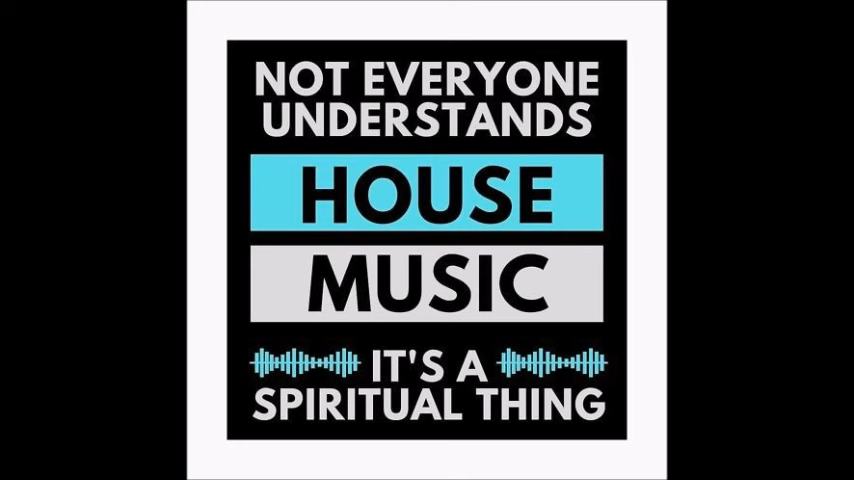 NOT EVERYONE
UNDERSTANDS
HOUSE
MUSIC
IT'S A
SPIRITUAL THING